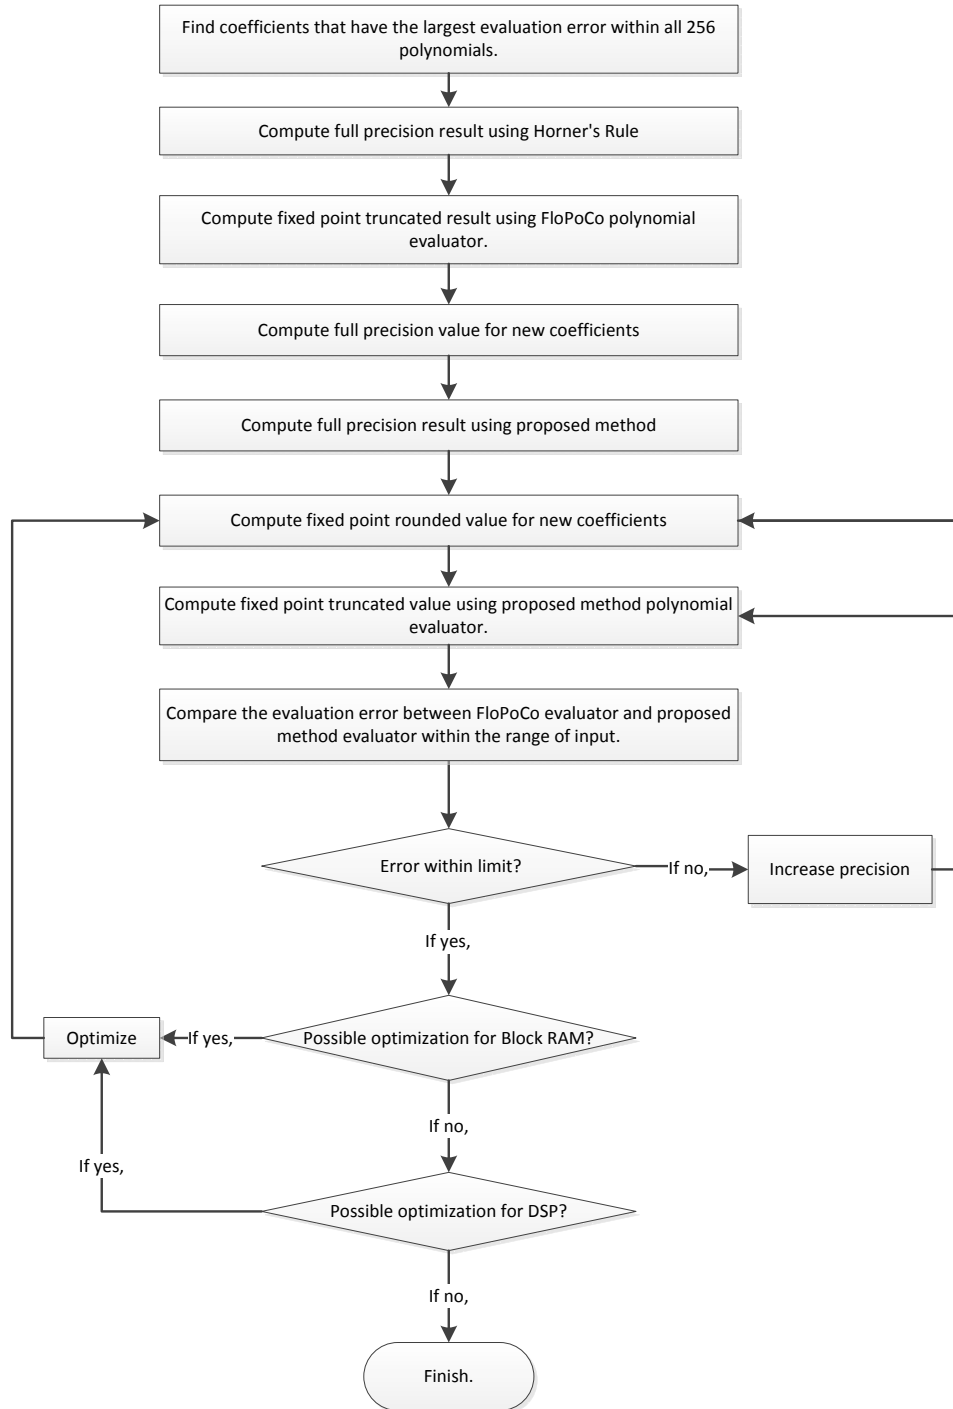 Find coefficients that have the largest evaluation error within all 256
polynomials.
Compute full precision result using Horner's Rule
Compute fixed point truncated result using FloPoCo polynomial
evaluator.
Compute full precision value for new coefficients
Compute full precision result using proposed method
Compute fixed point rounded value for new coefficients
Compute fixed point truncated value using proposed method polynomial
evaluator.
Compare the evaluation error between FloPoCo evaluator and proposed
method evaluator within the range of input.
Error within limit?
If no,
Increase precision
If yes,
Possible optimization for Block RAM?
If yes,
Optimize
If no,
If yes,
Possible optimization for DSP?
If no,
Finish.